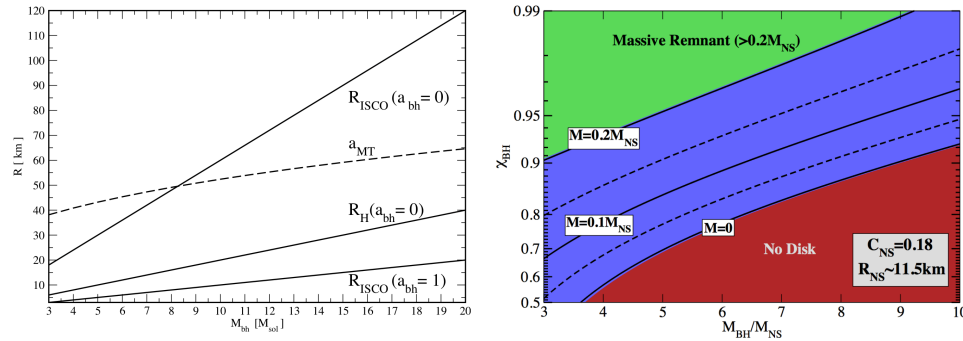 120
110
100
90
80
70
60
50
40
30
20
10
R [ km]
R_ISCO (a_bh = 0)
a_MT
R_H (a_bh = 0)
R_ISCO (a_bh = 1)
3 4 5 6 7 8 9 10 11 12 13 14 15 16 17 18 19 20
M_bh [M_sol]
0.99
0.95
0.9
0.8
0.7
0.6
0.5
χ_BH
Massive Remnant (>0.2M_NS)
M=0.2M_NS
M=0.1M_NS
M=0
No Disk
C_NS=0.18
R_NS~11.5km
3 4 5 6 7 8 9 10
M_BH/M_NS